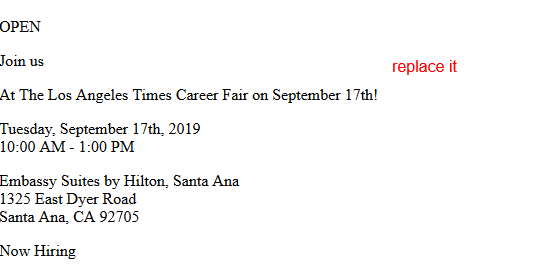 OPEN
Join us
replace it
At The Los Angeles Times Career Fair on September 17th!
Tuesday, September 17th, 2019
10:00 AM - 1:00 PM
Embassy Suites by Hilton, Santa Ana
1325 East Dyer Road
Santa Ana, CA 92705
Now Hiring